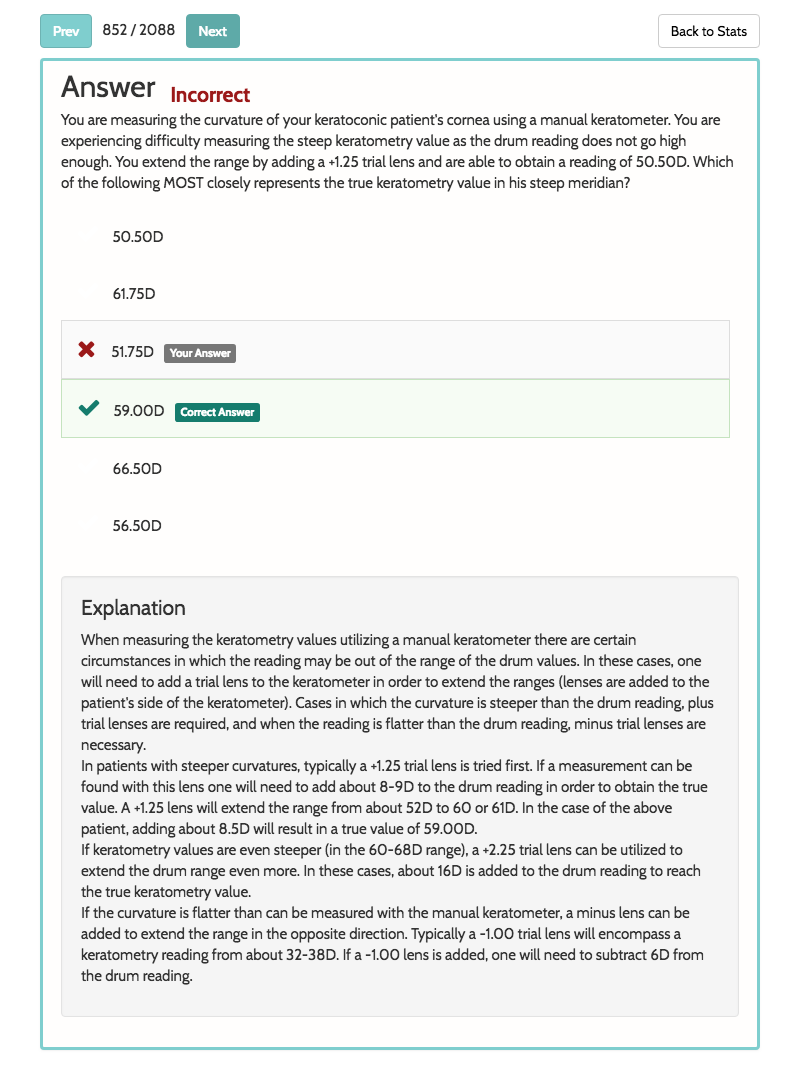 Prev 852 / 2088 Next Back to Stats
Answer Incorrect
You are measuring the curvature of your keratoconic patient's cornea using a manual keratometer. You are
experiencing difficulty measuring the steep keratometry value as the drum reading does not go high
enough. You extend the range by adding a +1.25 trial lens and are able to obtain a reading of 50.50D. Which
of the following MOST closely represents the true keratometry value in his steep meridian?
50.50D
61.75D
51.75D Your Answer
59.00D Correct Answer
66.50D
56.50D
Explanation
When measuring the keratometry values utilizing a manual keratometer there are certain
circumstances in which the reading may be out of the range of the drum values. In these cases, one
will need to add a trial lens to the keratometer in order to extend the ranges (lenses are added to the
patient's side of the keratometer). Cases in which the curvature is steeper than the drum reading, plus
trial lenses are required, and when the reading is flatter than the drum reading, minus trial lenses are
necessary.
In patients with steeper curvatures, typically a +1.25 trial lens is tried first. If a measurement can be
found with this lens one will need to add about 8-9D to the drum reading in order to obtain the true
value. A +1.25 lens will extend the range from about 52D to 60 or 61D. In the case of the above
patient, adding about 8.5D will result in a true value of 59.00D.
If keratometry values are even steeper (in the 60-68D range), a +2.25 trial lens can be utilized to
extend the drum range even more. In these cases, about 16D is added to the drum reading to reach
the true keratometry value.
If the curvature is flatter than can be measured with the manual keratometer, a minus lens can be
added to extend the range in the opposite direction. Typically a -1.00 trial lens will encompass a
keratometry reading from about 32-38D. If a -1.00 lens is added, one will need to subtract 6D from
the drum reading.